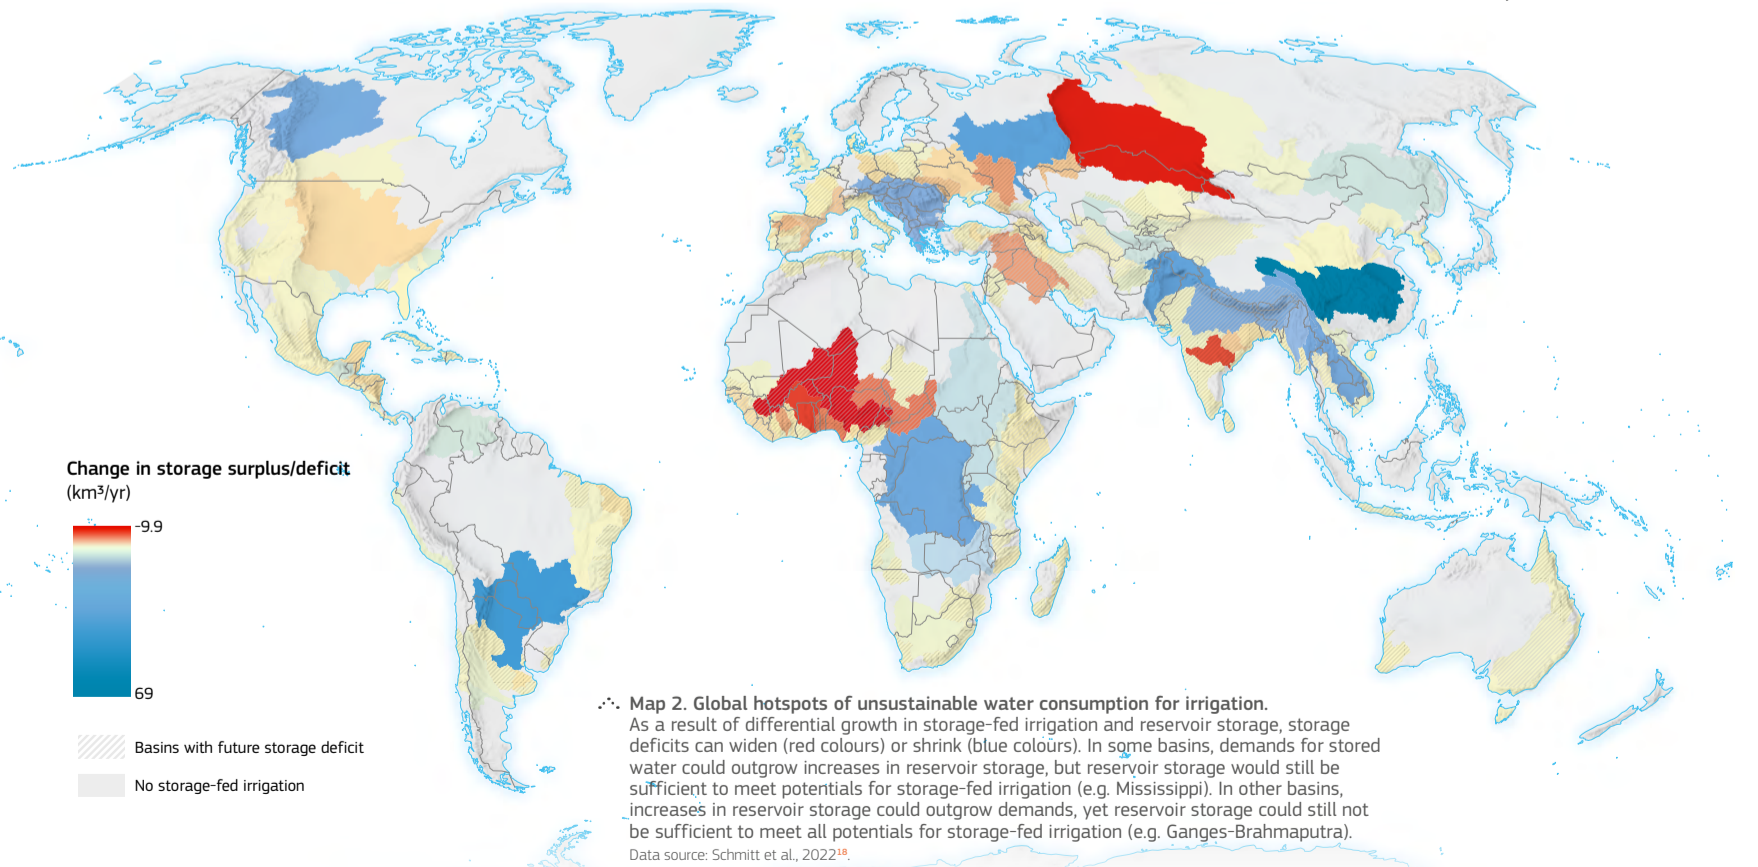 Change in storage surplus/deficit
(km³/yr)
-9.9
69
Basins with future storage deficit
No storage-fed irrigation
Map 2. Global hotspots of unsustainable water consumption for irrigation.
As a result of differential growth in storage-fed irrigation and reservoir storage, storage
deficits can widen (red colours) or shrink (blue colours). In some basins, demands for stored
water could outgrow increases in reservoir storage, but reservoir storage would still be
sufficient to meet potentials for storage-fed irrigation (e.g. Mississippi). In other basins,
increases in reservoir storage could outgrow demands, yet reservoir storage could still not
be sufficient to meet all potentials for storage-fed irrigation (e.g. Ganges-Brahmaputra).
Data source: Schmitt et al., 2022¹⁸.